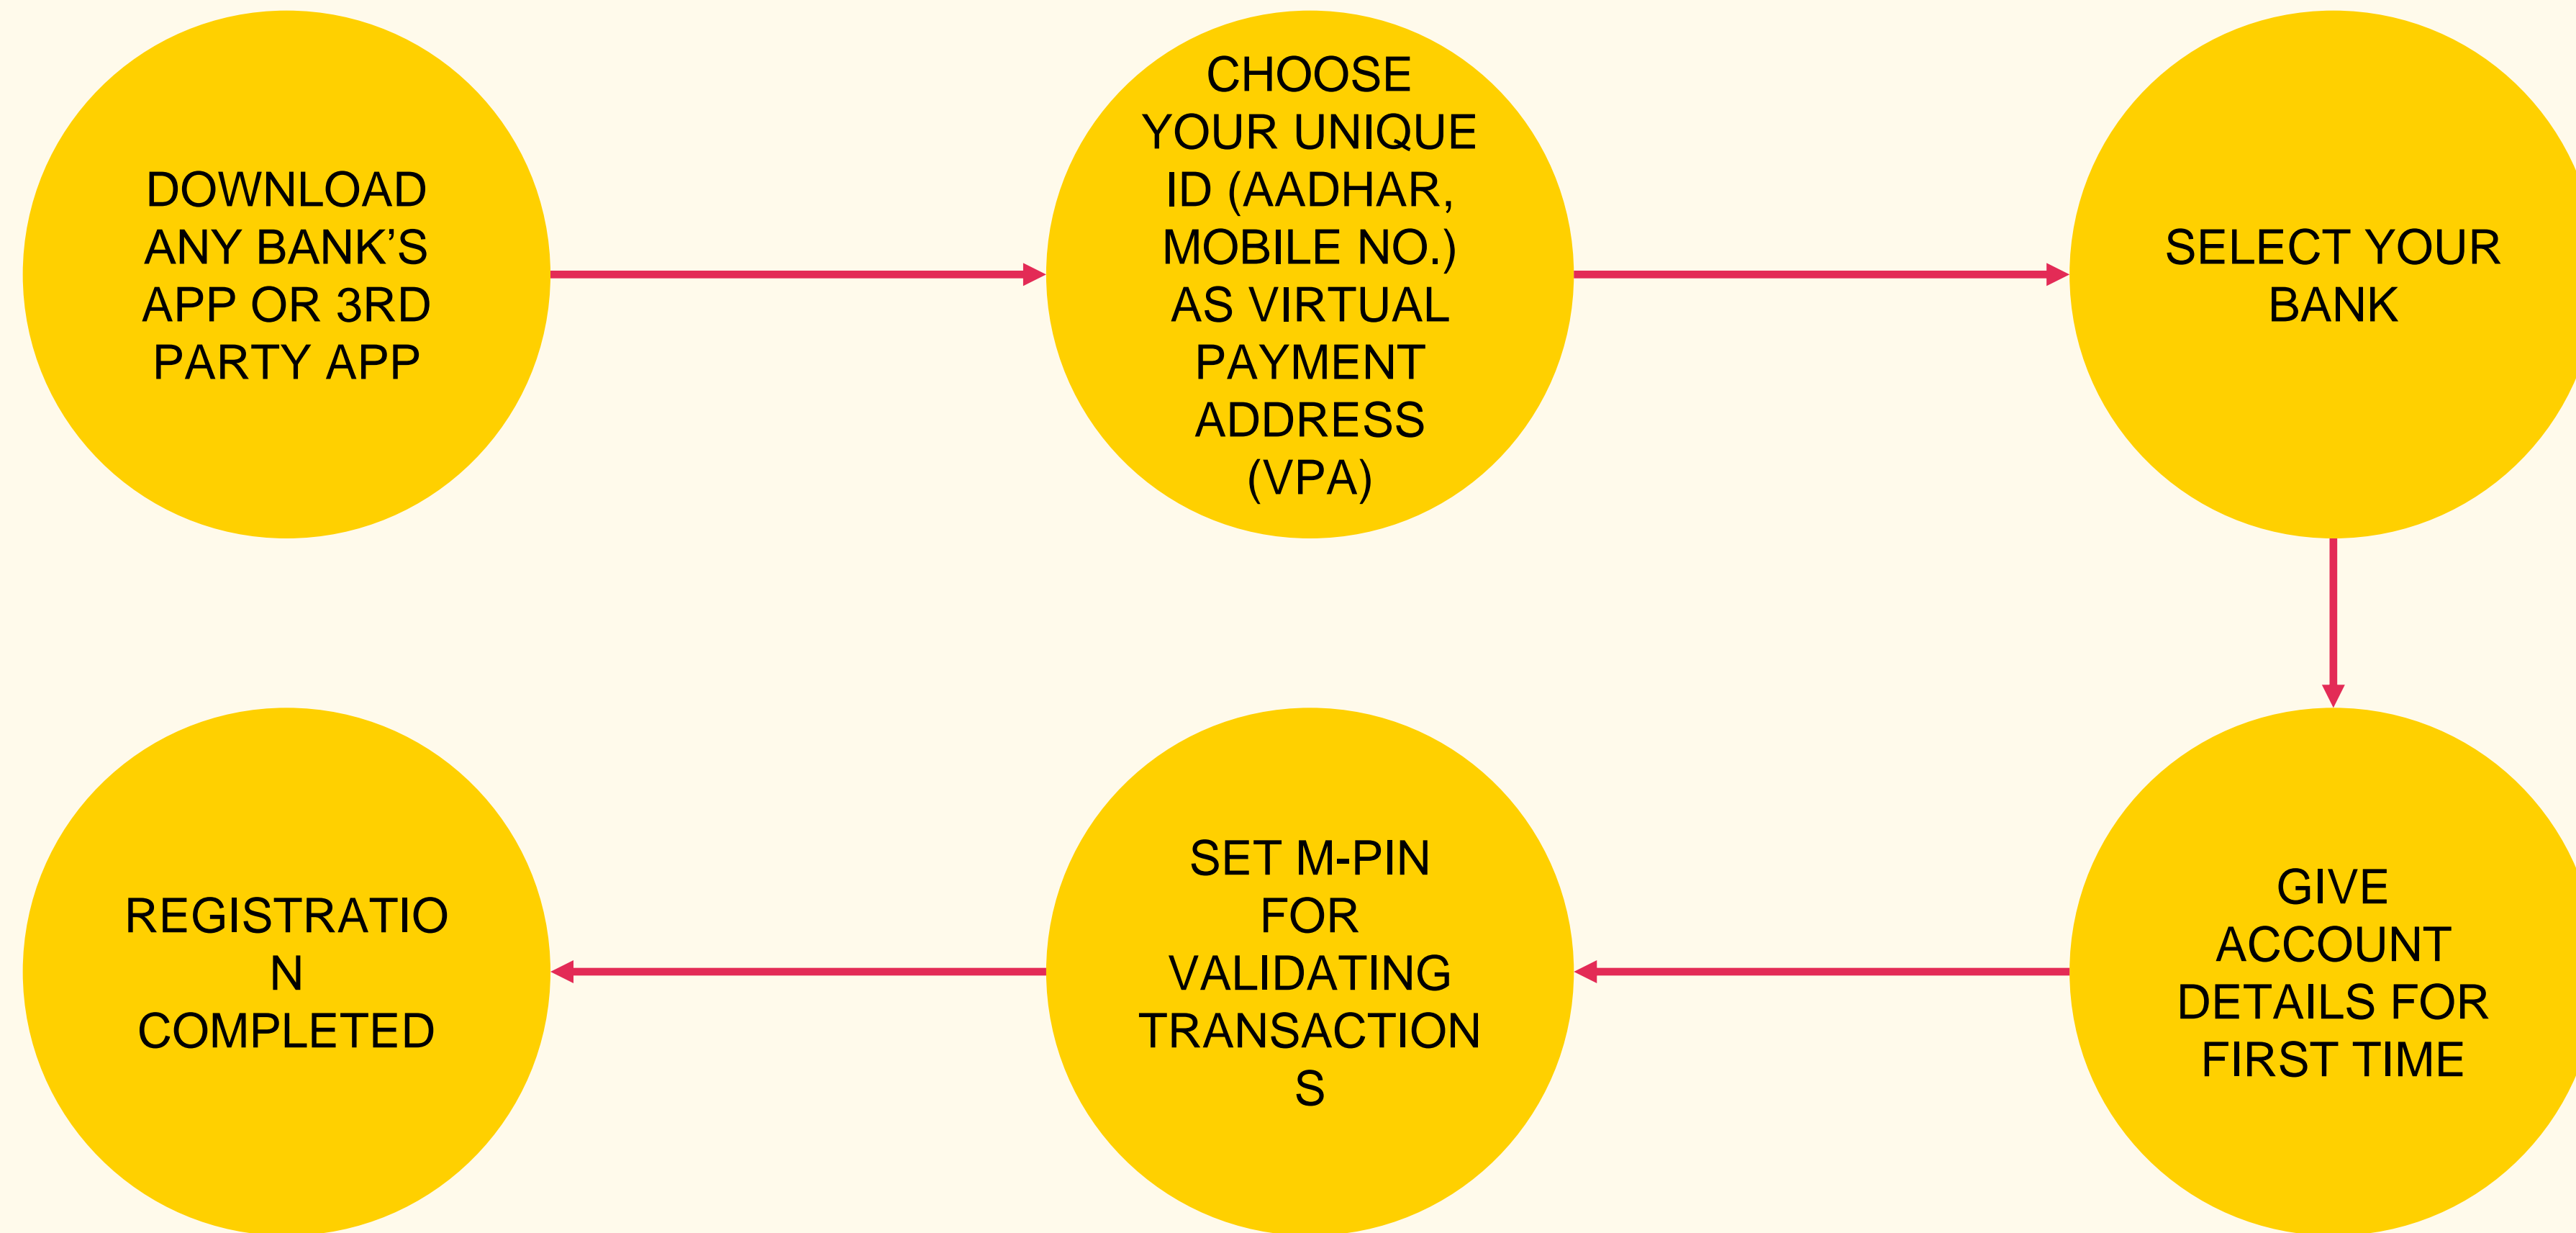 DOWNLOAD
ANY BANK’S
APP OR 3RD
PARTY APP
CHOOSE
YOUR UNIQUE
ID (AADHAR,
MOBILE NO.)
AS VIRTUAL
PAYMENT
ADDRESS
(VPA)
SELECT YOUR
BANK
GIVE
ACCOUNT
DETAILS FOR
FIRST TIME
SET M-PIN
FOR
VALIDATING
TRANSACTION
S
REGISTRATIO
N
COMPLETED